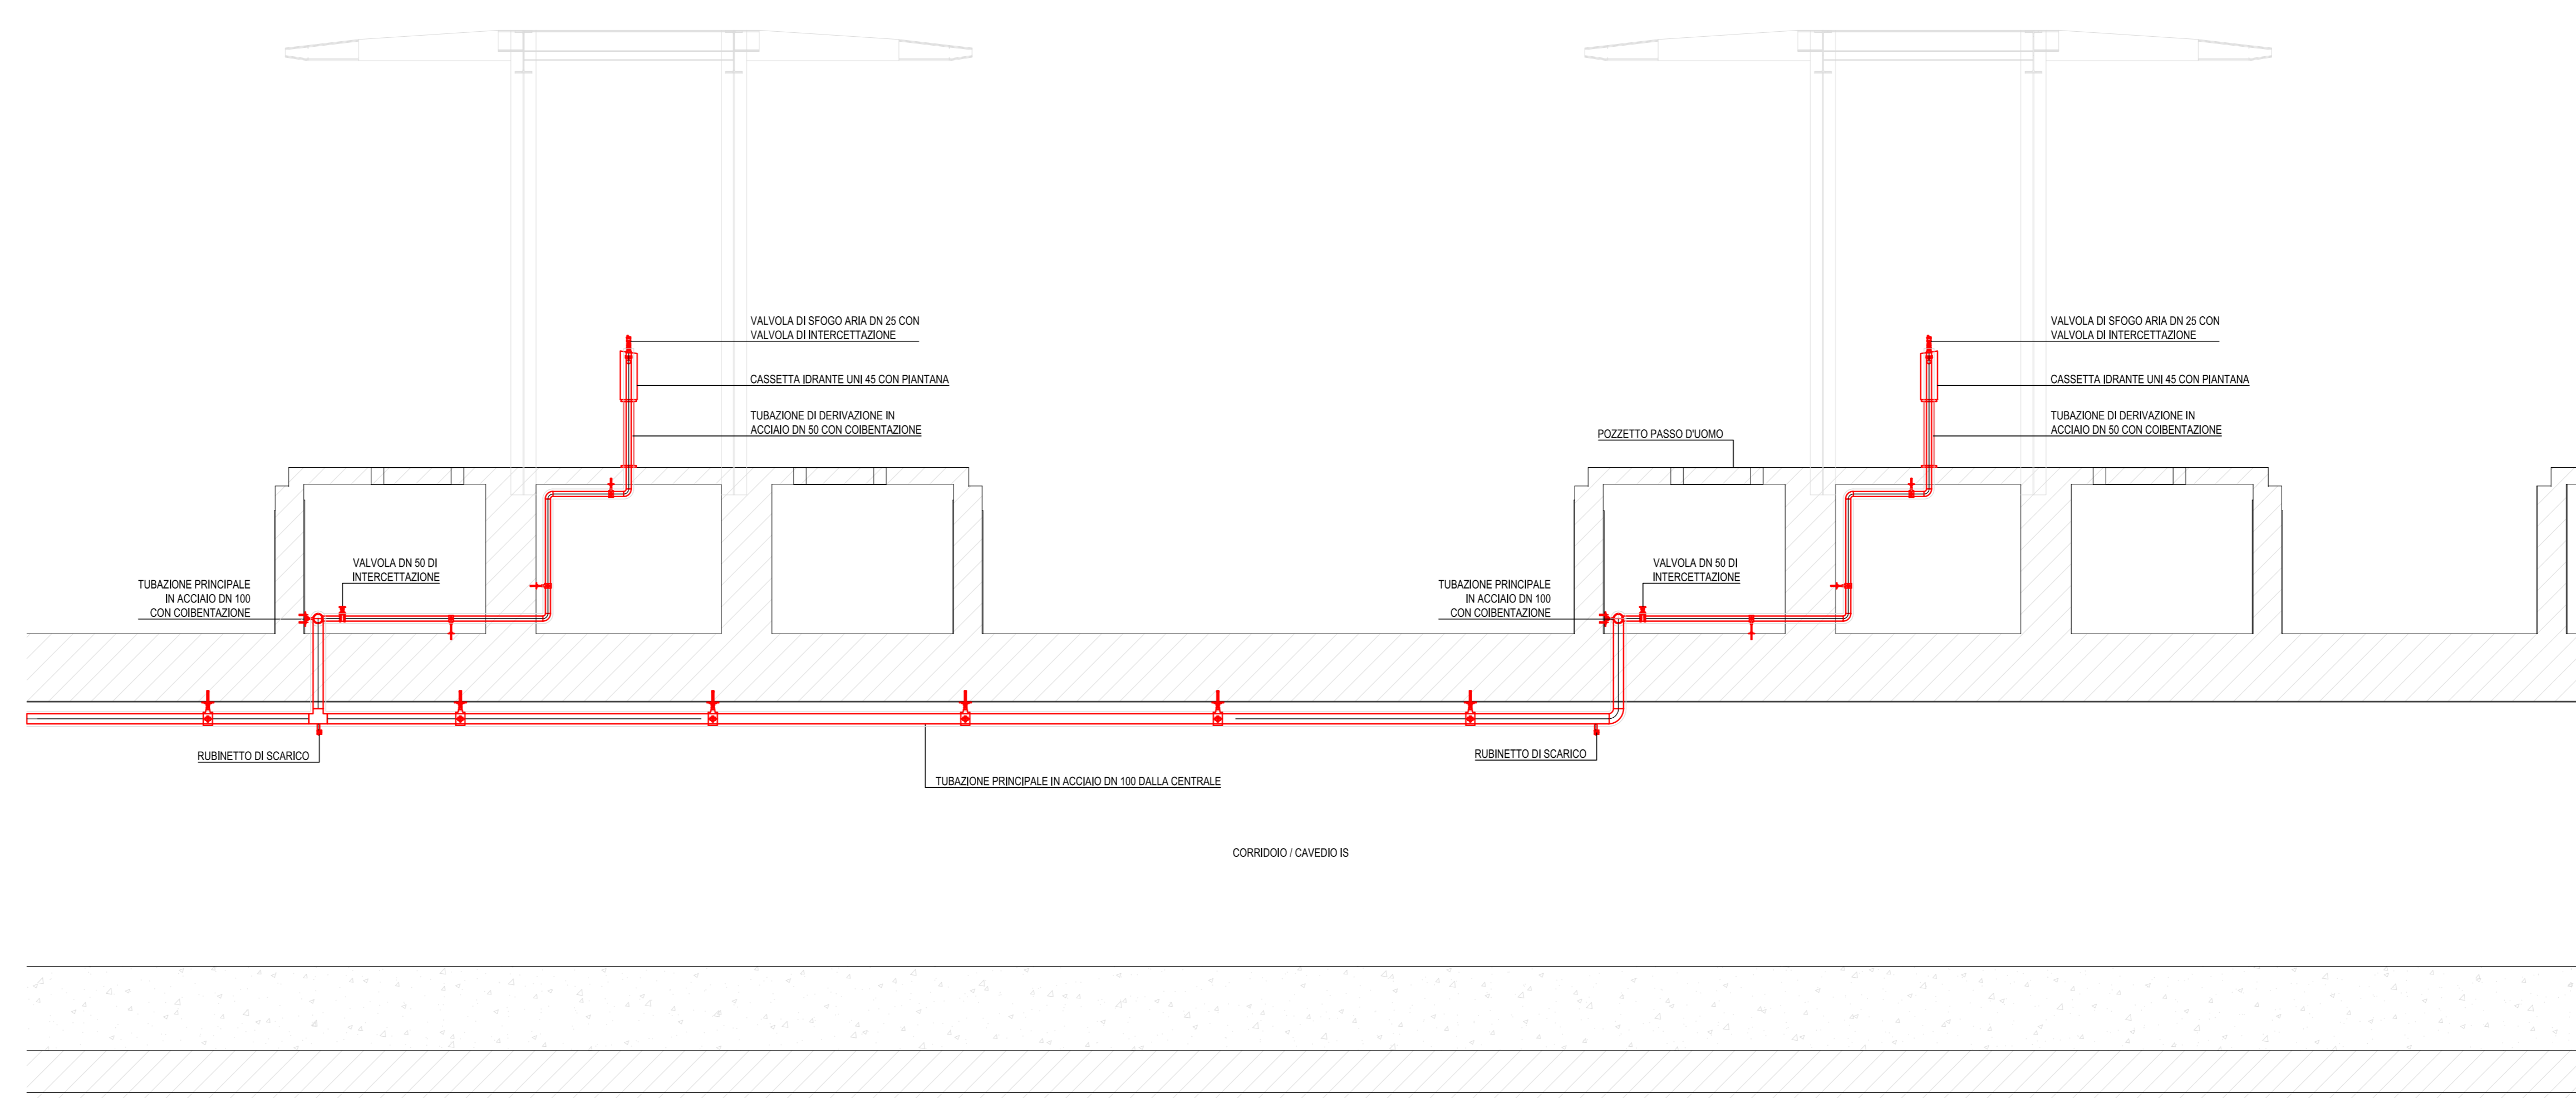 VALVOLA DI SFOGO ARIA DN 25 CON
VALVOLA DI INTERCETTAZIONE
CASSETTA IDRANTE UNI 45 CON PIANTANA
TUBAZIONE DI DERIVAZIONE IN
ACCIAIO DN 50 CON COIBENTAZIONE
VALVOLA DN 50 DI
INTERCETTAZIONE
TUBAZIONE PRINCIPALE
IN ACCIAIO DN 100
CON COIBENTAZIONE
RUBINETTO DI SCARICO
TUBAZIONE PRINCIPALE IN ACCIAIO DN 100 DALLA CENTRALE
VALVOLA DI SFOGO ARIA DN 25 CON
VALVOLA DI INTERCETTAZIONE
CASSETTA IDRANTE UNI 45 CON PIANTANA
TUBAZIONE DI DERIVAZIONE IN
ACCIAIO DN 50 CON COIBENTAZIONE
POZZETTO PASSO D'UOMO
VALVOLA DN 50 DI
INTERCETTAZIONE
TUBAZIONE PRINCIPALE
IN ACCIAIO DN 100
CON COIBENTAZIONE
RUBINETTO DI SCARICO
CORRIDOIO / CAVEDIO IS